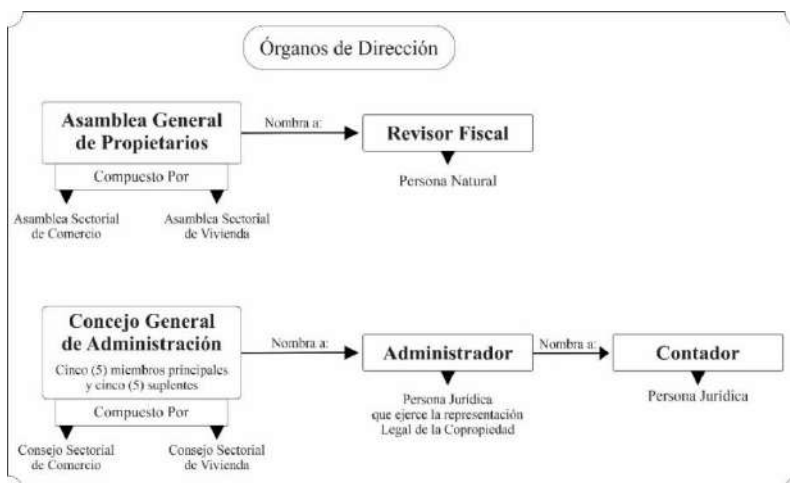 Órganos de Dirección
Asamblea General
de Propietarios
Nombra a:
Revisor Fiscal
Compuesto Por
Persona Natural
Asamblea Sectorial
de Comercio
Asamblea Sectorial
de Vivienda
Concejo General
de Administración
Cinco (5) miembros principales
y cinco (5) suplentes
Nombra a:
Administrador
Nombra a:
Contador
Compuesto Por
Persona Jurídica
que ejerce la representación
Legal de la Copropiedad
Persona Jurídica
Consejo Sectorial
de Comercio
Consejo Sectorial
de Vivienda